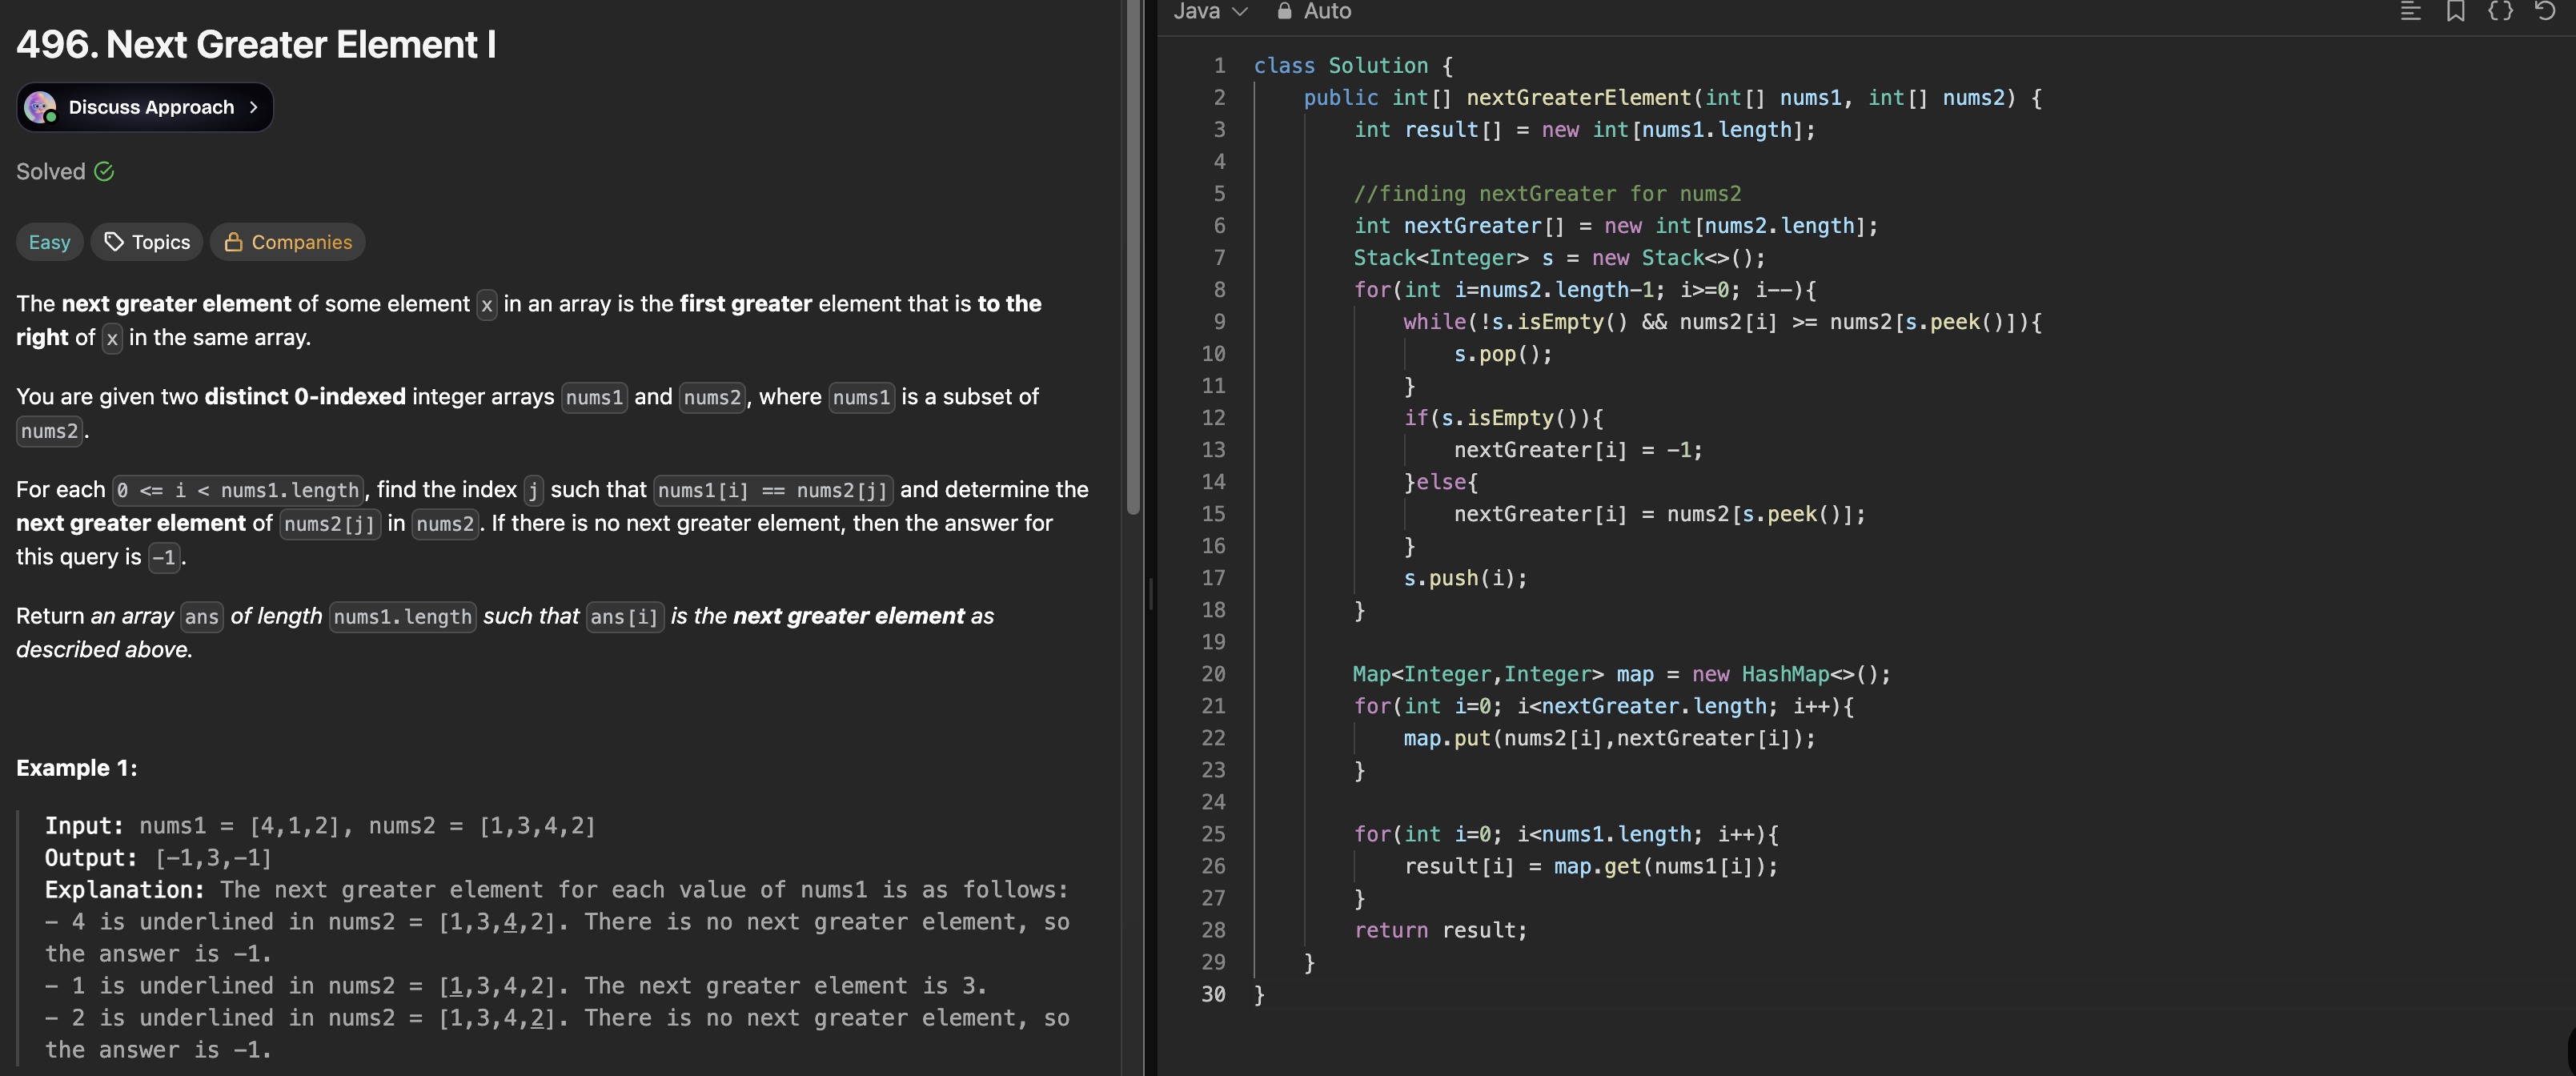 496. Next Greater Element I
Discuss Approach >
Solved
Easy Topics Companies
The next greater element of some element x in an array is the first greater element that is to the
right of x in the same array.
You are given two distinct 0-indexed integer arrays nums1 and nums2, where nums1 is a subset of
nums2.
For each 0 <= i < nums1.length, find the index j such that nums1[i] == nums2[j] and determine the
next greater element of nums2[j] in nums2. If there is no next greater element, then the answer for
this query is -1.
Return an array ans of length nums1.length such that ans[i] is the next greater element as
described above.
Example 1:
Input: nums1 = [4,1,2], nums2 = [1,3,4,2]
Output: [-1,3,-1]
Explanation: The next greater element for each value of nums1 is as follows:
- 4 is underlined in nums2 = [1,3,4,2]. There is no next greater element, so
the answer is -1.
- 1 is underlined in nums2 = [1,3,4,2]. The next greater element is 3.
- 2 is underlined in nums2 = [1,3,4,2]. There is no next greater element, so
the answer is -1.
Java Auto
1 class Solution {
2 public int[] nextGreaterElement(int[] nums1, int[] nums2) {
3 int result[] = new int[nums1.length];
4
5 //finding nextGreater for nums2
6 int nextGreater[] = new int[nums2.length];
7 Stack<Integer> s = new Stack<>();
8 for(int i=nums2.length-1; i>=0; i--){
9 while(!s.isEmpty() && nums2[i] >= nums2[s.peek()]){
10 s.pop();
11 }
12 if(s.isEmpty()){
13 nextGreater[i] = -1;
14 }else{
15 nextGreater[i] = nums2[s.peek()];
16 }
17 s.push(i);
18 }
19
20 Map<Integer,Integer> map = new HashMap<>();
21 for(int i=0; i<nextGreater.length; i++){
22 map.put(nums2[i],nextGreater[i]);
23 }
24
25 for(int i=0; i<nums1.length; i++){
26 result[i] = map.get(nums1[i]);
27 }
28 return result;
29 }
30 }